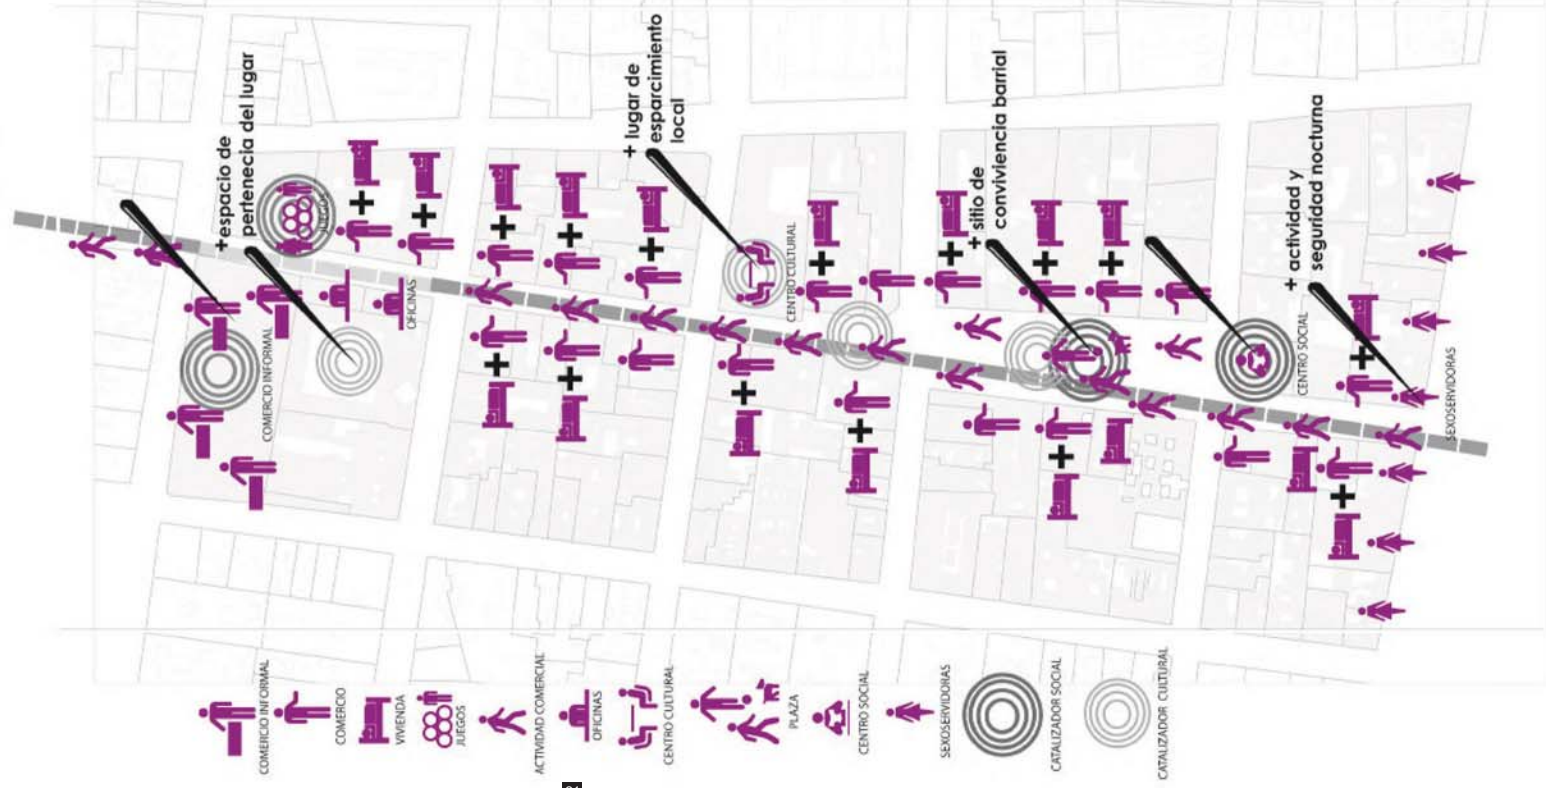 +espacio de
pertenecia del lugar
+ lugar de
esparcimiento
local
+ sitio de
conviviencia barrial
+ actividad y
seguridad nocturna
JUEGOS
OFICINAS
COMERCIO INFORMAL
CENTRO CULTURAL
CENTRO SOCIAL
SEXOSERVIDORAS
COMERCIO INFORMAL
COMERCIO
VIVIENDA
JUEGOS
ACTIVIDAD COMERCIAL
OFICINAS
CENTRO CULTURAL
PLAZA
CENTRO SOCIAL
SEXOSERVIDORAS
CATALIZADOR SOCIAL
CATALIZADOR CULTURAL